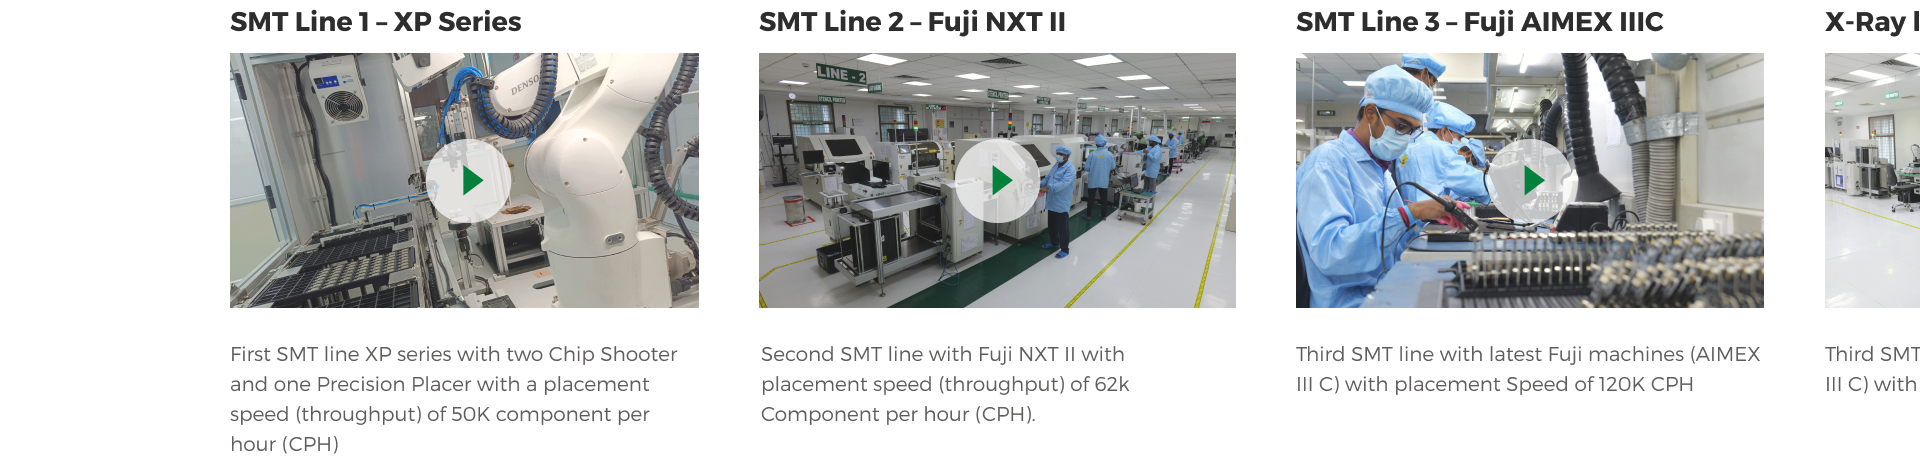 SMT Line 1 – XP Series
SMT Line 2 – Fuji NXT II
SMT Line 3 – Fuji AIMEX IIIC
X-Ray
DENSO
LINE - 2
First SMT line XP series with two Chip Shooter
and one Precision Placer with a placement
speed (throughput) of 50K component per
hour (CPH)
Second SMT line with Fuji NXT II with
placement speed (throughput) of 62k
Component per hour (CPH).
Third SMT line with latest Fuji machines (AIMEX
III C) with placement Speed of 120K CPH
Third SMT
III C) with